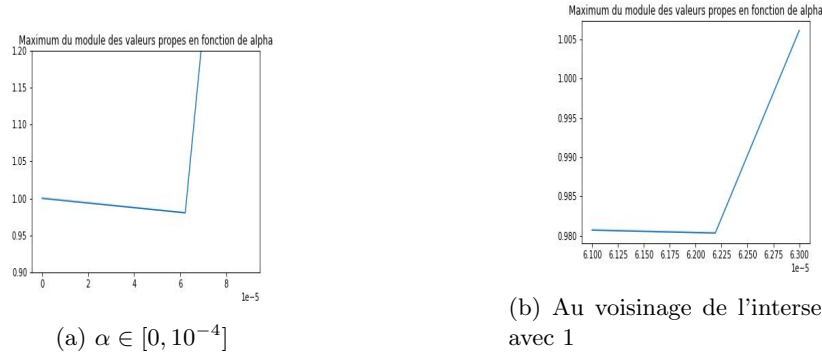 Maximum du module des valeurs propes en fonction de alpha
1.20
1.15
1.10
1.05
1.00
0.95
0.90
0 2 4 6 8
1e−5
(a) α ∈ [0, 10⁻⁴]
Maximum du module des valeurs propes en fonction de alpha
1.005
1.000
0.995
0.990
0.985
0.980
6.100 6.125 6.150 6.175 6.200 6.225 6.250 6.275 6.300
1e−5
(b) Au voisinage de l'interse
avec 1